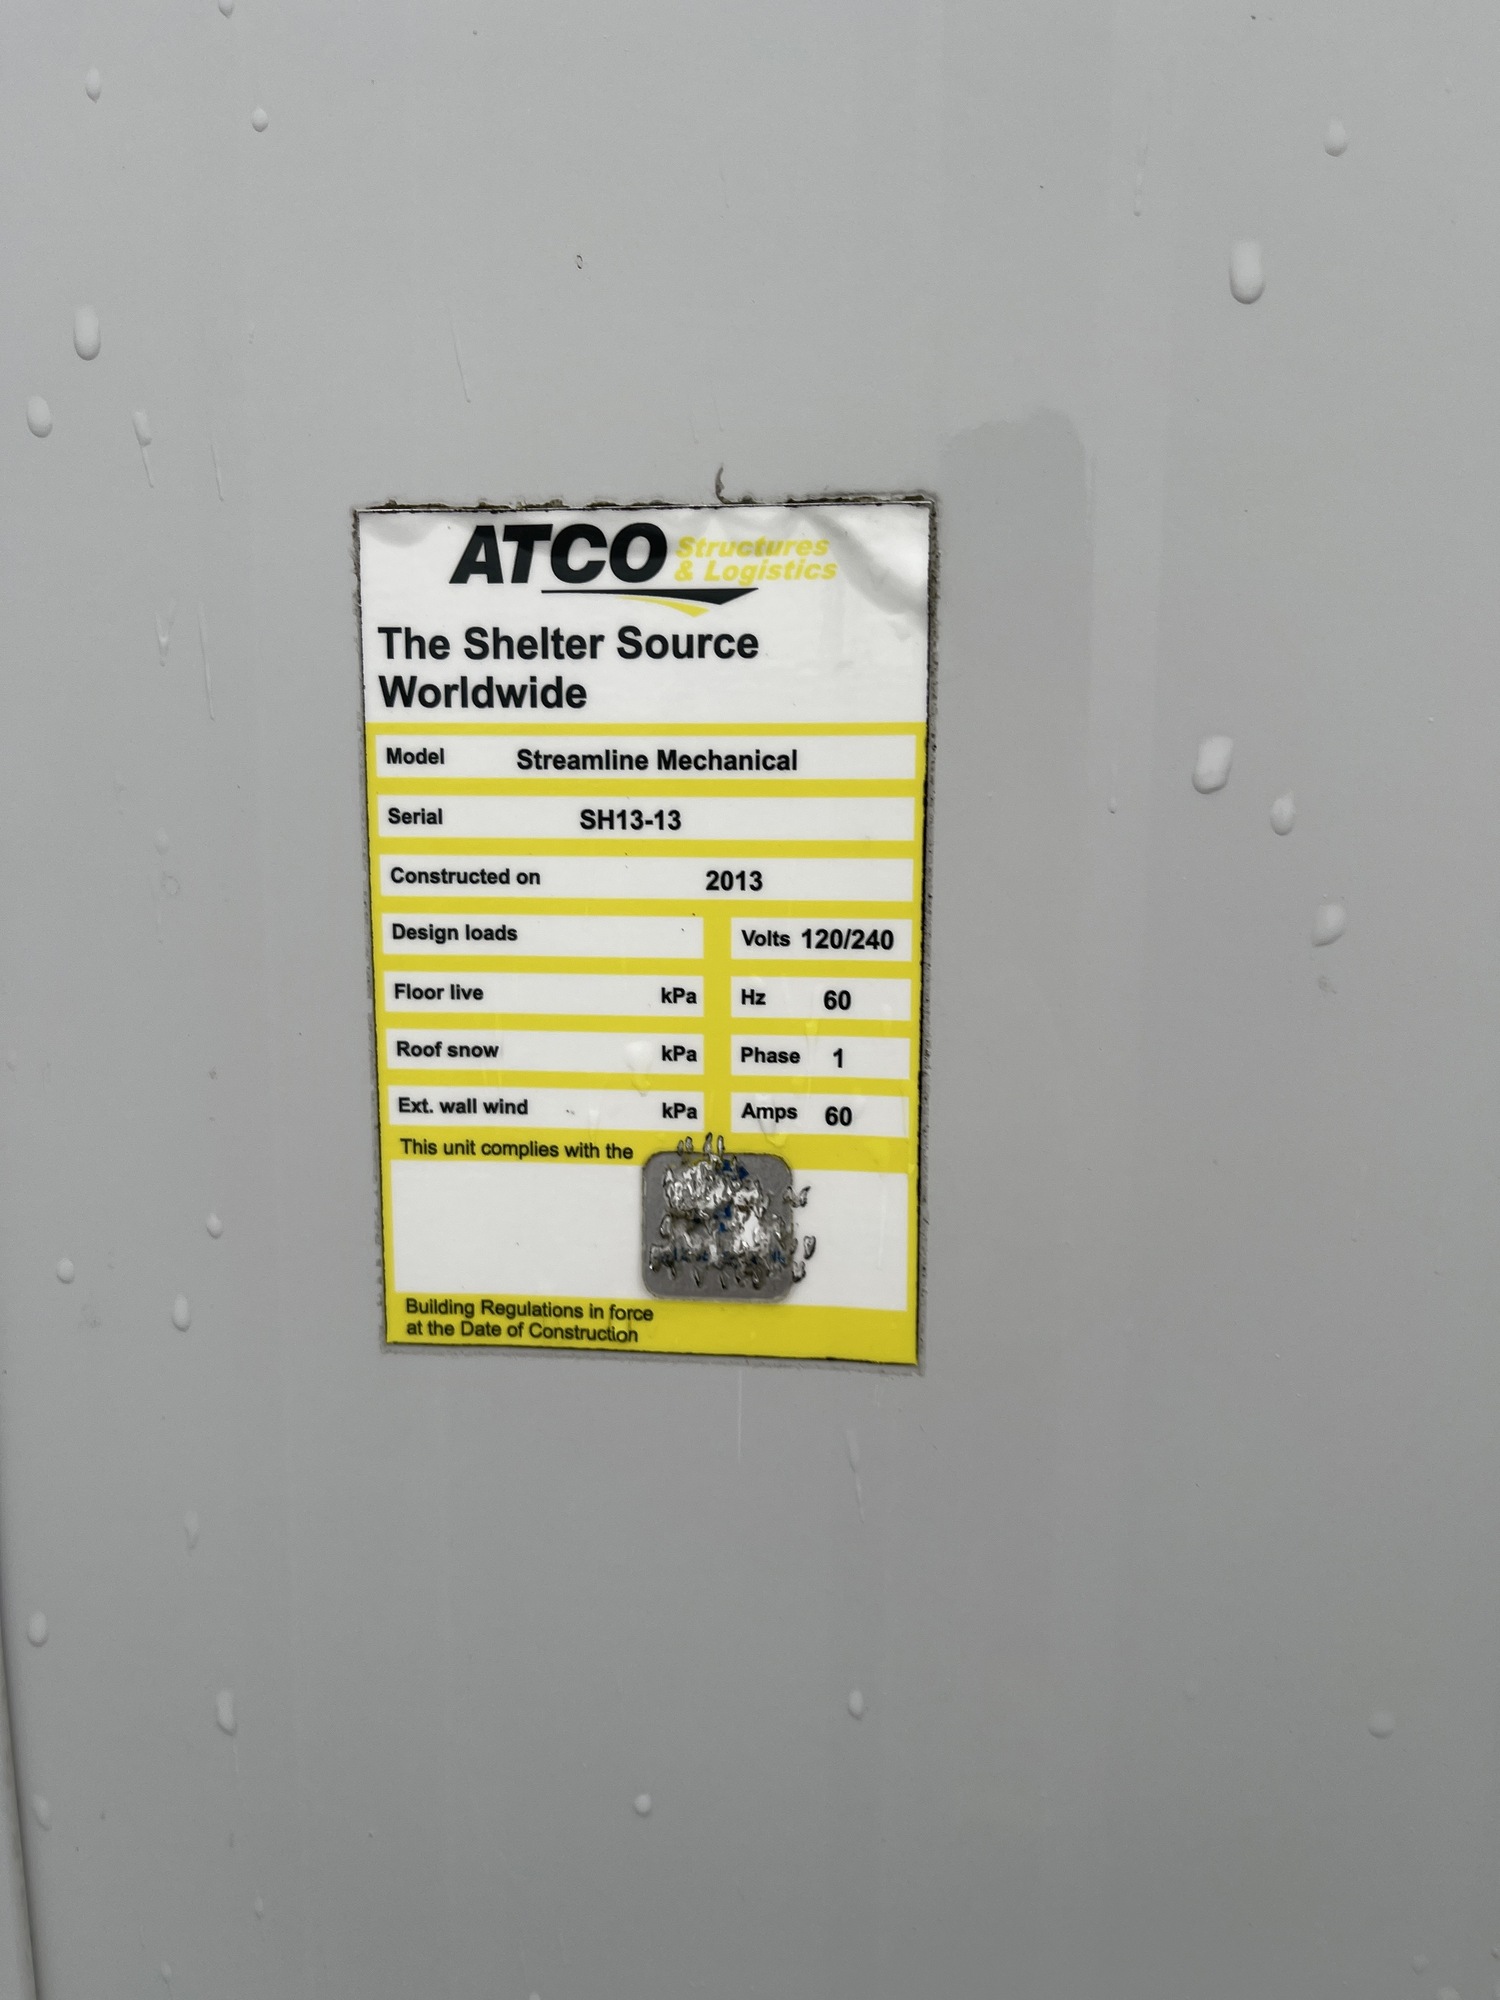 ATCO Structures & Logistics
The Shelter Source
Worldwide
Model Streamline Mechanical
Serial SH13-13
Constructed on 2013
Design loads Volts 120/240
Floor live kPa Hz 60
Roof snow kPa Phase 1
Ext. wall wind kPa Amps 60
This unit complies with the
Building Regulations in force
at the Date of Construction